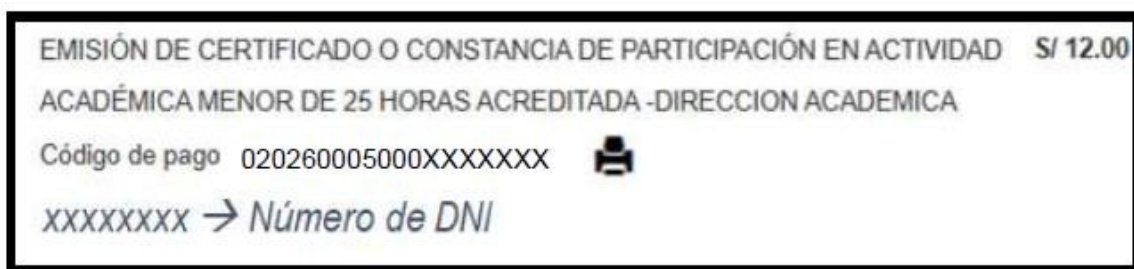 EMISIÓN DE CERTIFICADO O CONSTANCIA DE PARTICIPACIÓN EN ACTIVIDAD S/ 12.00
ACADÉMICA MENOR DE 25 HORAS ACREDITADA -DIRECCION ACADEMICA
Código de pago 020260005000XXXXXXX
xxxxxxxx → Número de DNI